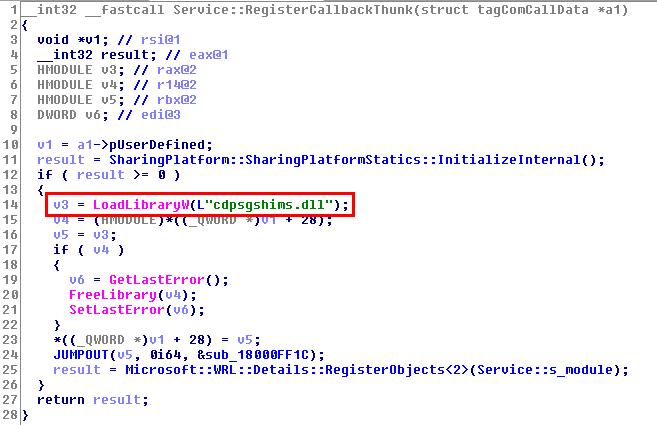 1 __int32 __fastcall Service::RegisterCallbackThunk(struct tagComCallData *a1)
2 {
3 void *v1; // rsi@1
4 __int32 result; // eax@1
5 HMODULE v3; // rax@2
6 HMODULE v4; // r14@2
7 HMODULE v5; // rbx@2
8 DWORD v6; // edi@3
9
10 v1 = a1->pUserDefined;
11 result = SharingPlatform::SharingPlatformStatics::InitializeInternal();
12 if ( result >= 0 )
13 {
14 v3 = LoadLibraryW(L"cdpsgshims.dll");
15 v4 = (HMODULE)*((_QWORD *)v1 + 28);
16 v5 = v3;
17 if ( v4 )
18 {
19 v6 = GetLastError();
20 FreeLibrary(v4);
21 SetLastError(v6);
22 }
23 *((_QWORD *)v1 + 28) = v5;
24 JUMPOUT(v5, 0i64, &sub_18000FF1C);
25 result = Microsoft::WRL::Details::RegisterObjects<2>(Service::s_module);
26 }
27 return result;
28 }